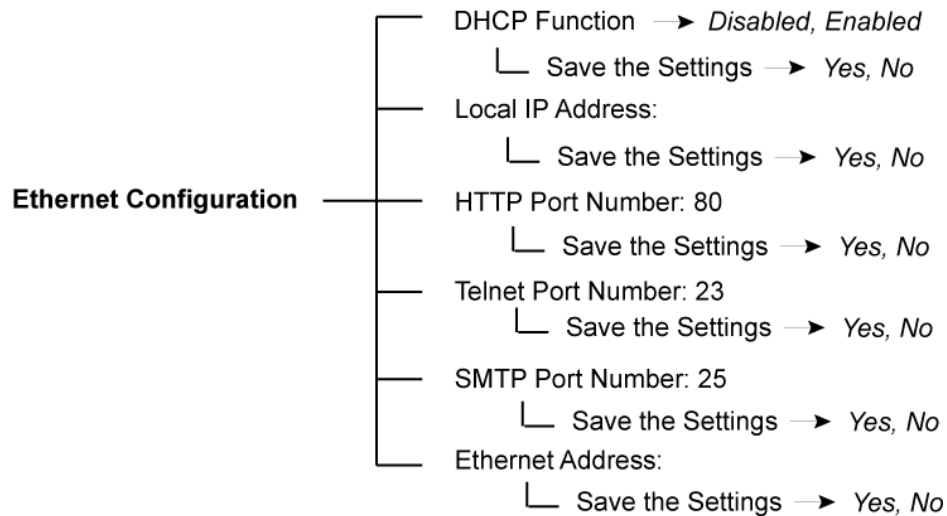 DHCP Function Disabled, Enabled
Save the Settings Yes, No
Local IP Address:
Save the Settings Yes, No
Ethernet Configuration
HTTP Port Number: 80
Save the Settings Yes, No
Telnet Port Number: 23
Save the Settings Yes, No
SMTP Port Number: 25
Save the Settings Yes, No
Ethernet Address:
Save the Settings Yes, No